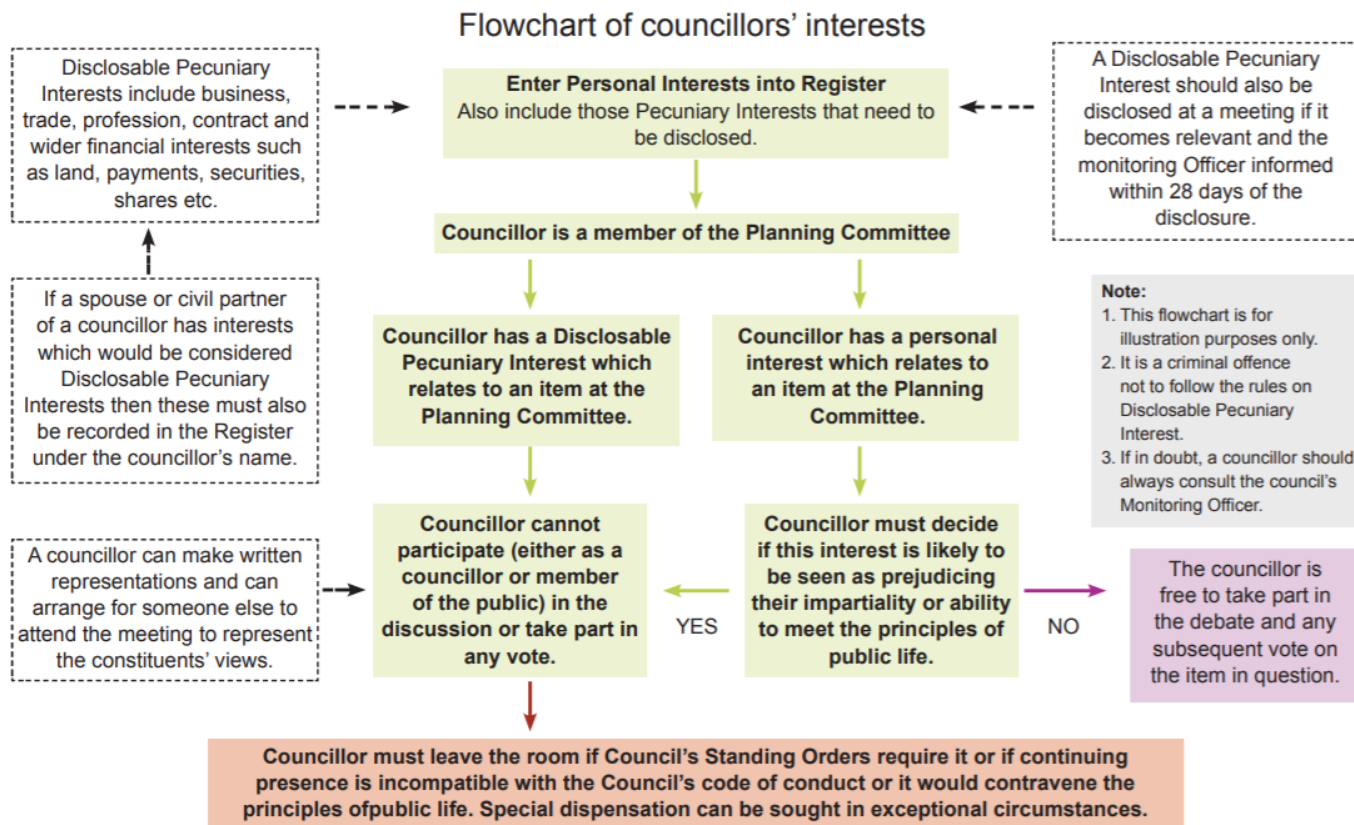 Flowchart of councillors’ interests
Disclosable Pecuniary
Interests include business,
trade, profession, contract and
wider financial interests such
as land, payments, securities,
shares etc.
Enter Personal Interests into Register
Also include those Pecuniary Interests that need to
be disclosed.
A Disclosable Pecuniary
Interest should also be
disclosed at a meeting if it
becomes relevant and the
monitoring Officer informed
within 28 days of the
disclosure.
Councillor is a member of the Planning Committee
If a spouse or civil partner
of a councillor has interests
which would be considered
Disclosable Pecuniary
Interests then these must also
be recorded in the Register
under the councillor’s name.
Councillor has a Disclosable
Pecuniary Interest which
relates to an item at the
Planning Committee.
Councillor has a personal
interest which relates to
an item at the Planning
Committee.
Note:
1. This flowchart is for
illustration purposes only.
2. It is a criminal offence
not to follow the rules on
Disclosable Pecuniary
Interest.
3. If in doubt, a councillor should
always consult the council’s
Monitoring Officer.
A councillor can make written
representations and can
arrange for someone else to
attend the meeting to represent
the constituents’ views.
Councillor cannot
participate (either as a
councillor or member
of the public) in the
discussion or take part in
any vote.
YES
Councillor must decide
if this interest is likely to
be seen as prejudicing
their impartiality or ability
to meet the principles of
public life.
NO
The councillor is
free to take part in
the debate and any
subsequent vote on
the item in question.
Councillor must leave the room if Council’s Standing Orders require it or if continuing
presence is incompatible with the Council’s code of conduct or it would contravene the
principles ofpublic life. Special dispensation can be sought in exceptional circumstances.